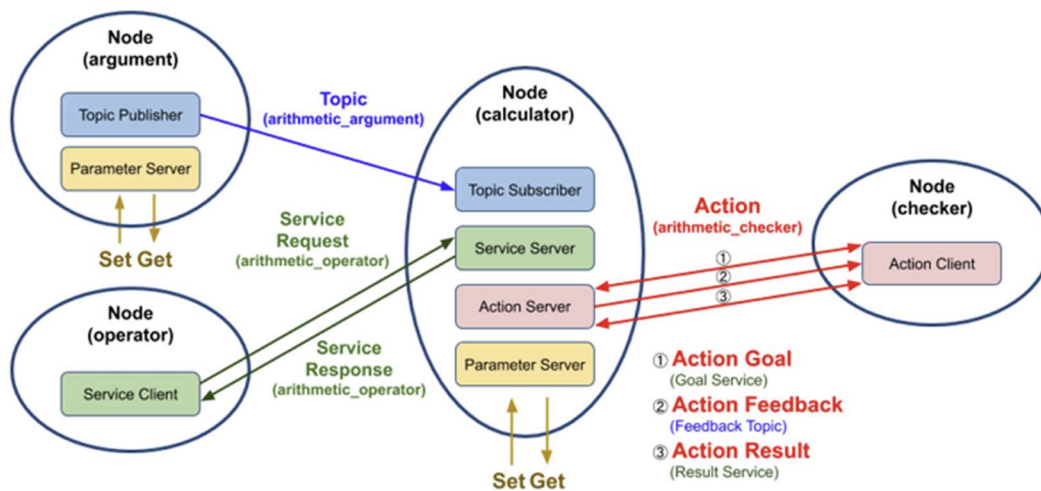 Node
(argument)
Topic Publisher
Parameter Server
Set Get
Topic
(arithmetic_argument)
Node
(calculator)
Topic Subscriber
Service Server
Action Server
Parameter Server
Set Get
Service
Request
(arithmetic_operator)
Node
(operator)
Service Client
Service
Response
(arithmetic_operator)
Action
(arithmetic_checker)
①
②
③
Node
(checker)
Action Client
① Action Goal
(Goal Service)
② Action Feedback
(Feedback Topic)
③ Action Result
(Result Service)